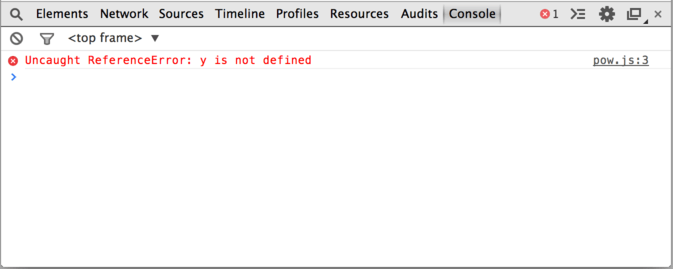 Elements Network Sources Timeline Profiles Resources Audits Console 1
<top frame>
Uncaught ReferenceError: y is not defined pow.js:3